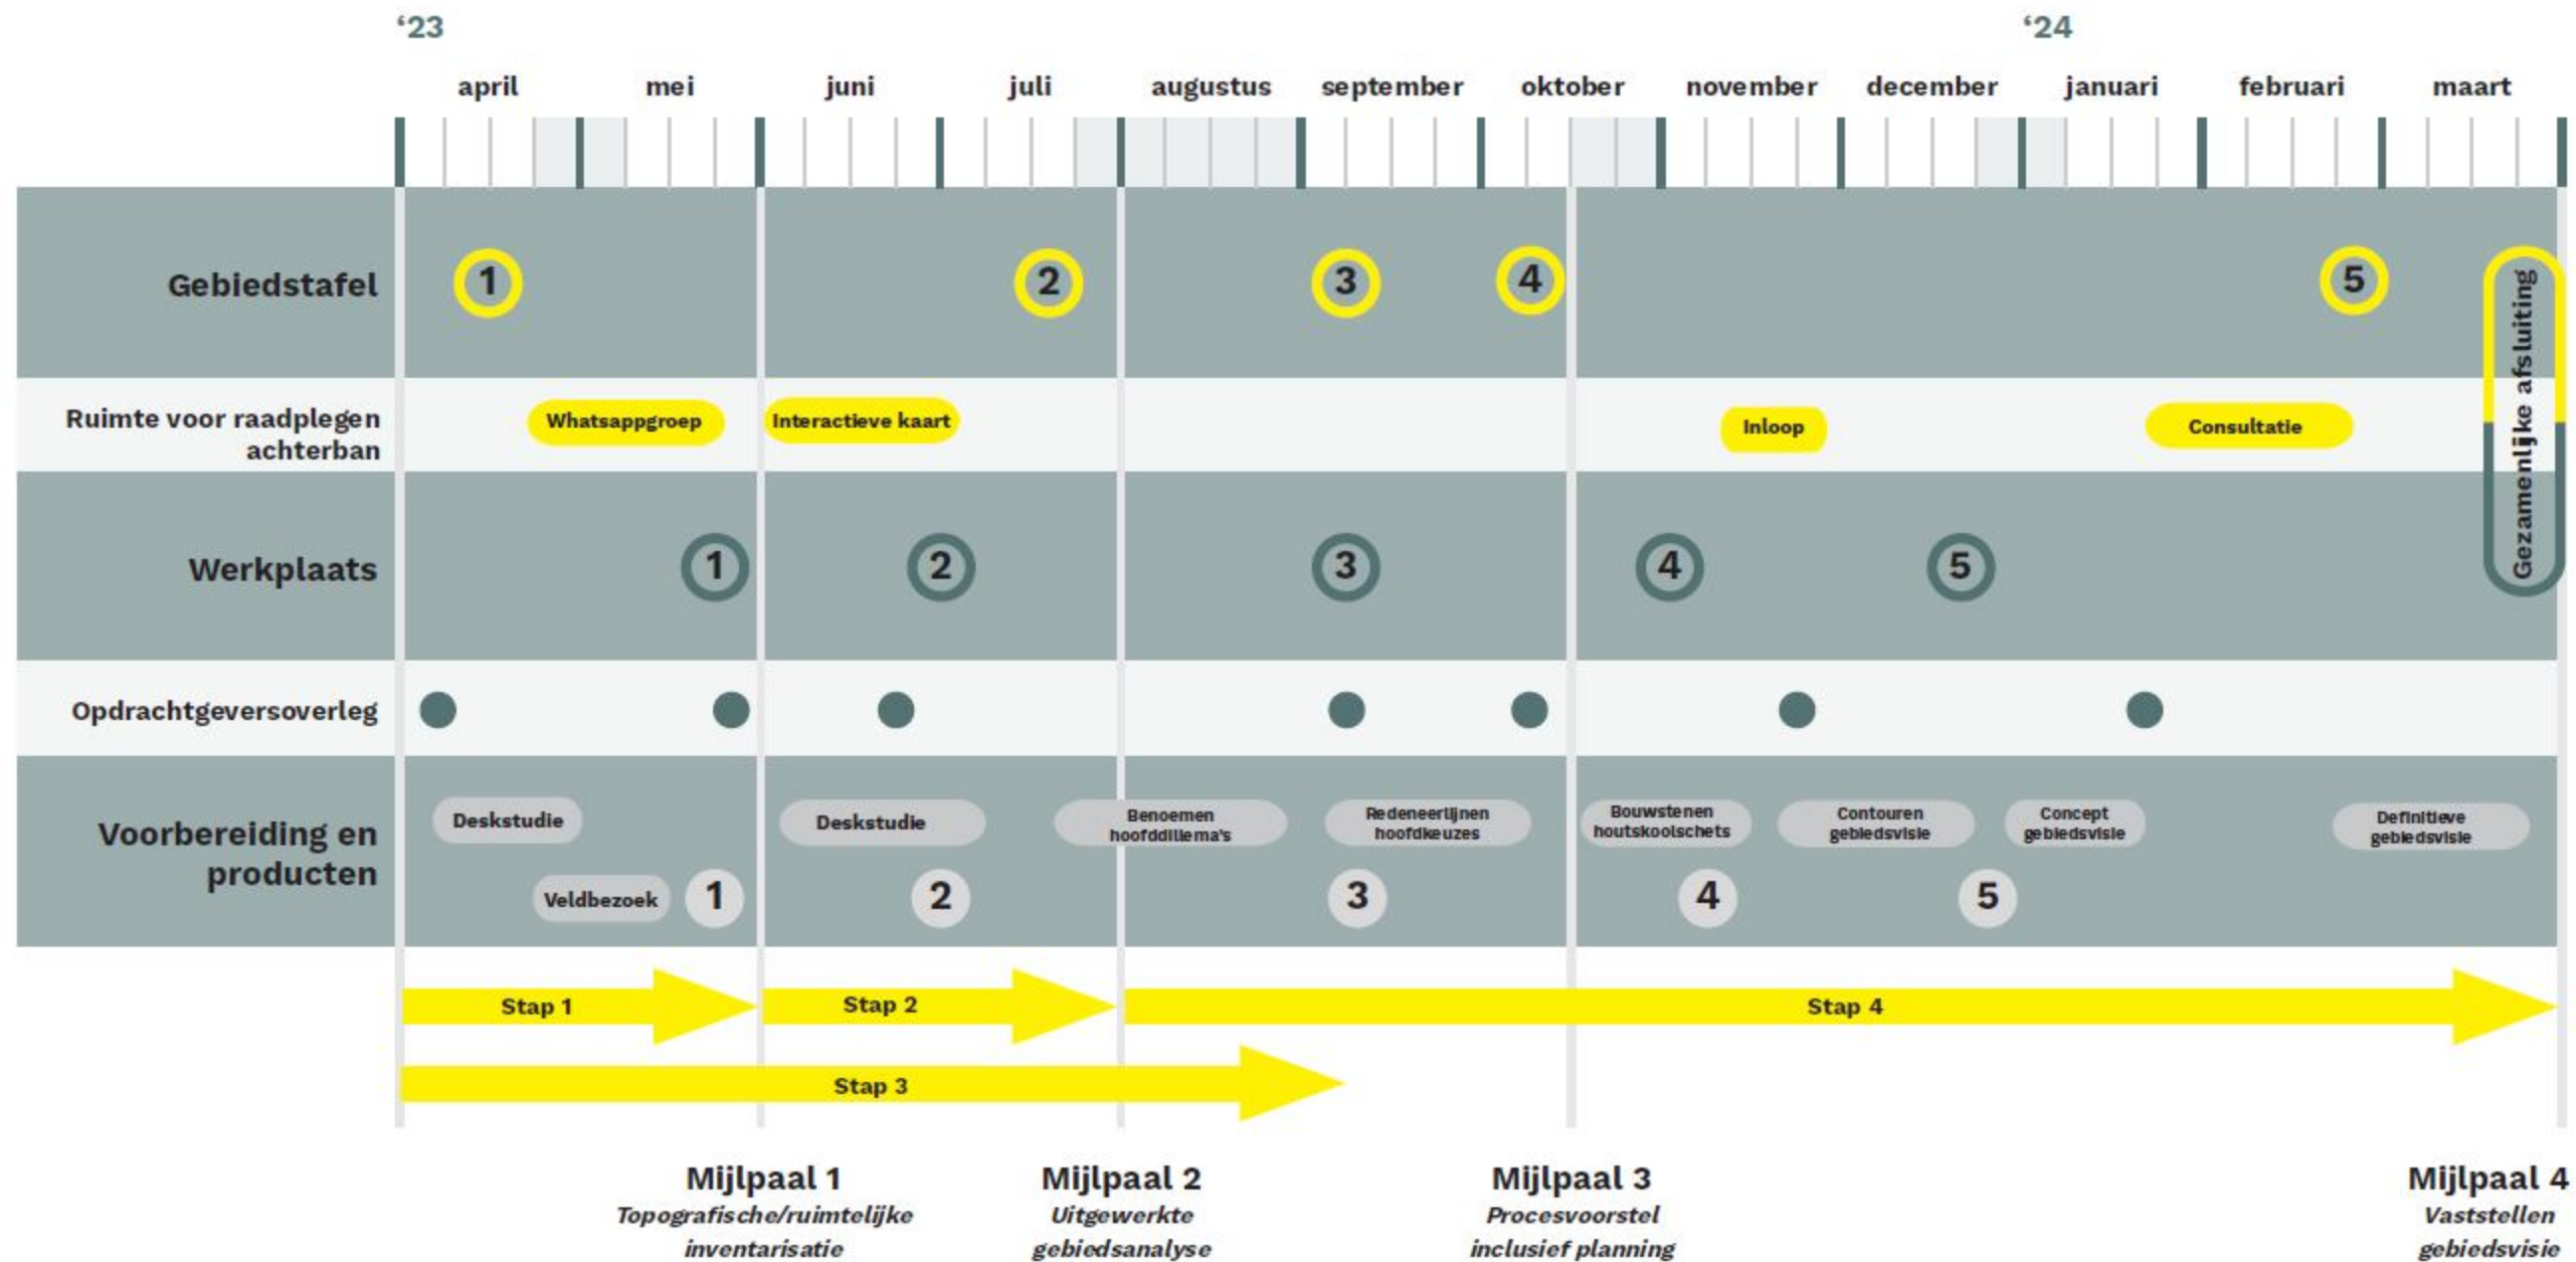 ‘23
‘24
april mei juni juli augustus september oktober november december januari februari maart
Gebiedstafel
1 2 3 4 5
Gezamenlijke afsluiting
Ruimte voor raadplegen
achterban
Whatsappgroep
Interactieve kaart
Inloop
Consultatie
Werkplaats
1 2 3 4 5
Opdrachtgeversoverleg
Voorbereiding en
producten
Deskstudie
Deskstudie
Benoemen
hoofddillema's
Redeneerlijnen
hoofdkeuzes
Bouwstenen
houtskoolschets
Contouren
gebiedsvisie
Concept
gebiedsvisie
Definitieve
gebiedsvisie
Veldbezoek
1 2 3 4 5
Stap 1
Stap 2
Stap 4
Stap 3
Mijlpaal 1
Topografische/ruimtelijke
inventarisatie
Mijlpaal 2
Uitgewerkte
gebiedsanalyse
Mijlpaal 3
Procesvoorstel
inclusief planning
Mijlpaal 4
Vaststellen
gebiedsvisie